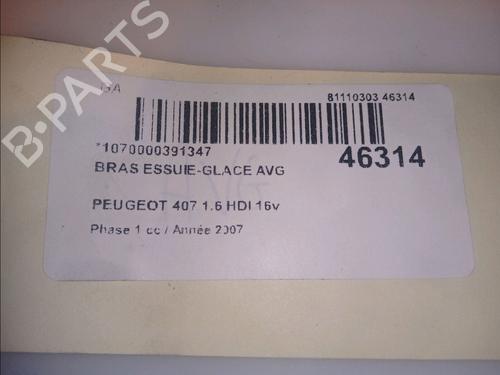 81110303 46314
*1070000391347
46314
BRAS ESSUIE-GLACE AVG
PEUGEOT 407 1.6 HDI 16v
Phase 1 cc / Année 2007
B-PARTS